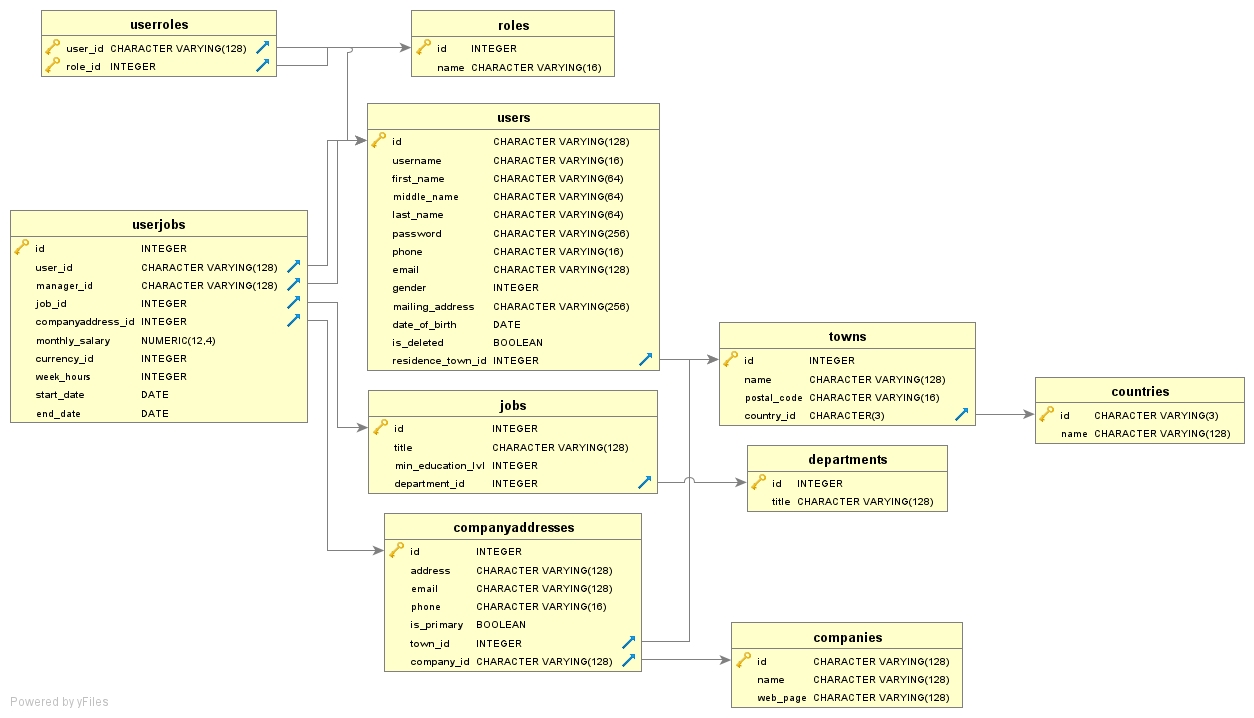 userroles
user_id CHARACTER VARYING(128)
role_id INTEGER
roles
id INTEGER
name CHARACTER VARYING(16)
users
id CHARACTER VARYING(128)
username CHARACTER VARYING(16)
first_name CHARACTER VARYING(64)
middle_name CHARACTER VARYING(64)
last_name CHARACTER VARYING(64)
password CHARACTER VARYING(256)
phone CHARACTER VARYING(16)
email CHARACTER VARYING(128)
gender INTEGER
mailing_address CHARACTER VARYING(256)
date_of_birth DATE
is_deleted BOOLEAN
residence_town_id INTEGER
userjobs
id INTEGER
user_id CHARACTER VARYING(128)
manager_id CHARACTER VARYING(128)
job_id INTEGER
companyaddress_id INTEGER
monthly_salary NUMERIC(12,4)
currency_id INTEGER
week_hours INTEGER
start_date DATE
end_date DATE
towns
id INTEGER
name CHARACTER VARYING(128)
postal_code CHARACTER VARYING(16)
country_id CHARACTER(3)
countries
id CHARACTER VARYING(3)
name CHARACTER VARYING(128)
jobs
id INTEGER
title CHARACTER VARYING(128)
min_education_lvl INTEGER
department_id INTEGER
departments
id INTEGER
title CHARACTER VARYING(128)
companyaddresses
id INTEGER
address CHARACTER VARYING(128)
email CHARACTER VARYING(128)
phone CHARACTER VARYING(16)
is_primary BOOLEAN
town_id INTEGER
company_id CHARACTER VARYING(128)
companies
id CHARACTER VARYING(128)
name CHARACTER VARYING(128)
web_page CHARACTER VARYING(128)
Powered by yFiles